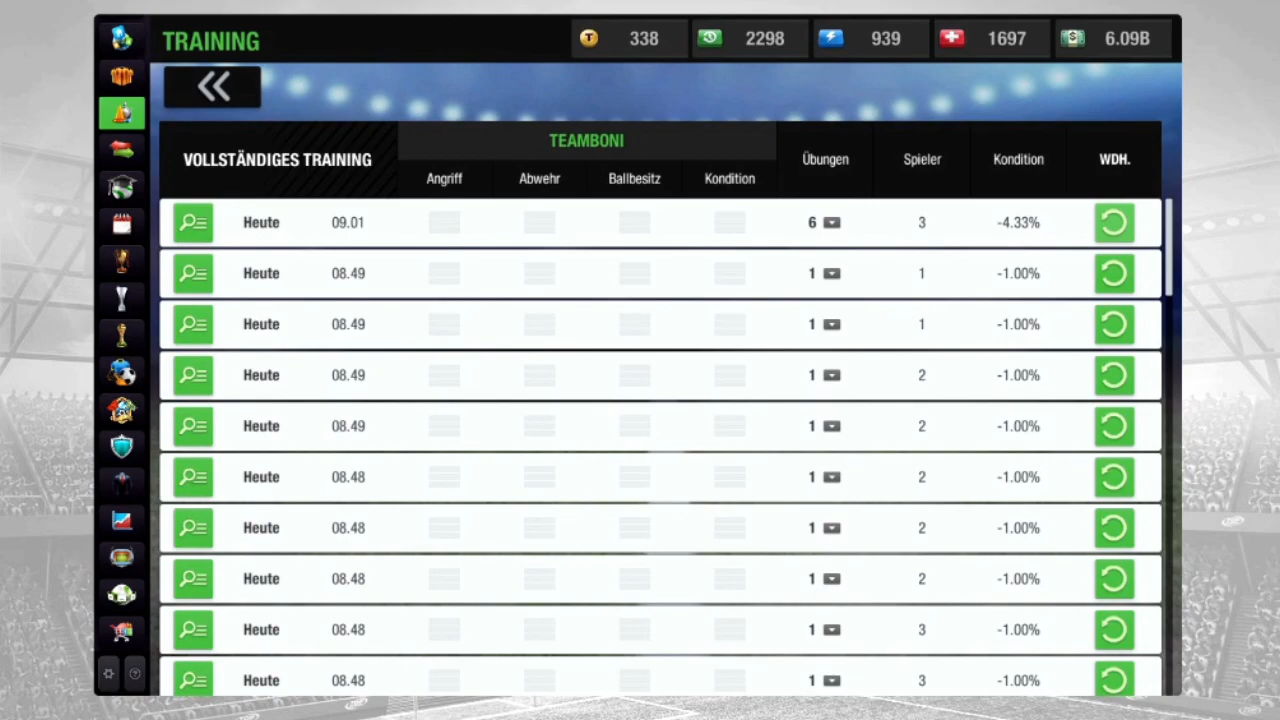 TRAINING 338 2298 939 1697 6.09B
VOLLSTÄNDIGES TRAINING TEAMBONI Übungen Spieler Kondition WDH.
Angriff Abwehr Ballbesitz Kondition
Heute 09.01 6 3 -4.33%
Heute 08.49 1 1 -1.00%
Heute 08.49 1 1 -1.00%
Heute 08.49 1 2 -1.00%
Heute 08.49 1 2 -1.00%
Heute 08.48 1 2 -1.00%
Heute 08.48 1 2 -1.00%
Heute 08.48 1 2 -1.00%
Heute 08.48 1 3 -1.00%
Heute 08.48 1 3 -1.00%